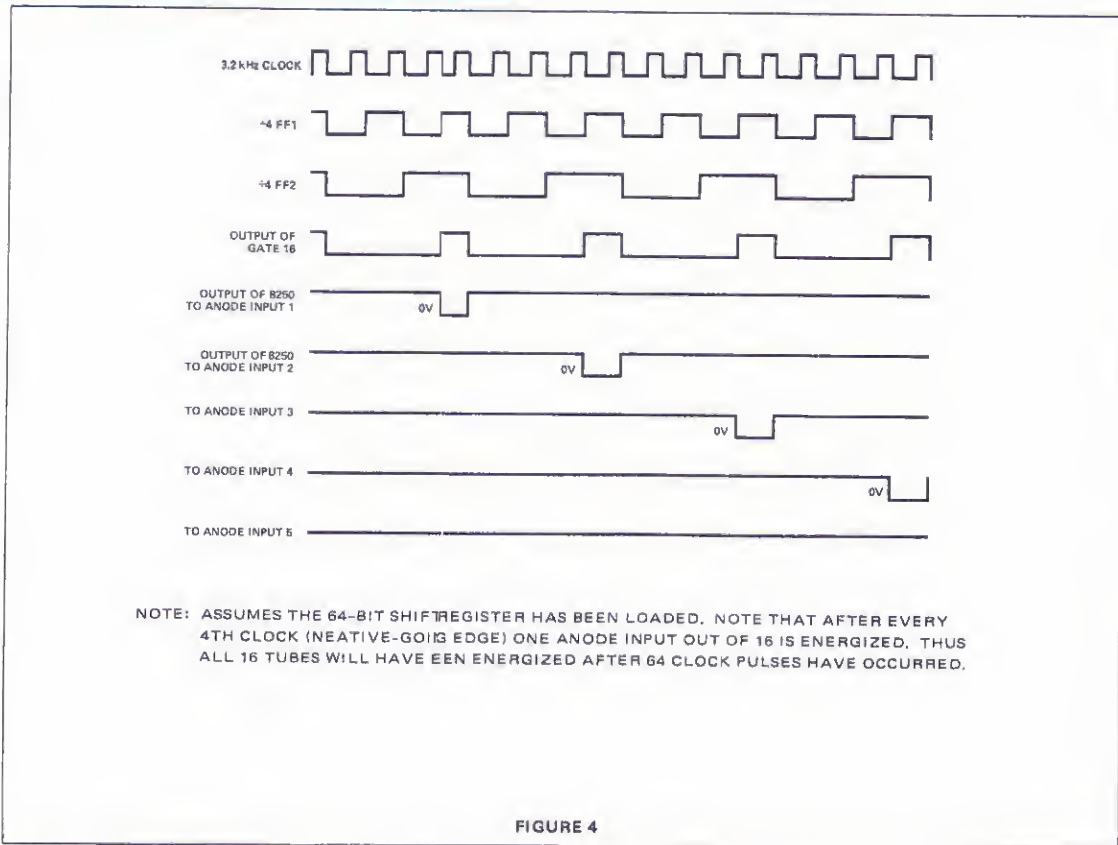 3.2 kHz CLOCK
÷4 FF1
÷4 FF2
OUTPUT OF
GATE 16
OUTPUT OF 8250
TO ANODE INPUT 1
0V
OUTPUT OF 8250
TO ANODE INPUT 2
0V
TO ANODE INPUT 3
0V
TO ANODE INPUT 4
0V
TO ANODE INPUT 5
NOTE: ASSUMES THE 64-BIT SHIFTREGISTER HAS BEEN LOADED. NOTE THAT AFTER EVERY
4TH CLOCK (NEATIVE-GOIIG EDGE) ONE ANODE INPUT OUT OF 16 IS ENERGIZED. THUS
ALL 16 TUBES WILL HAVE EEN ENERGIZED AFTER 64 CLOCK PULSES HAVE OCCURRED.
FIGURE 4